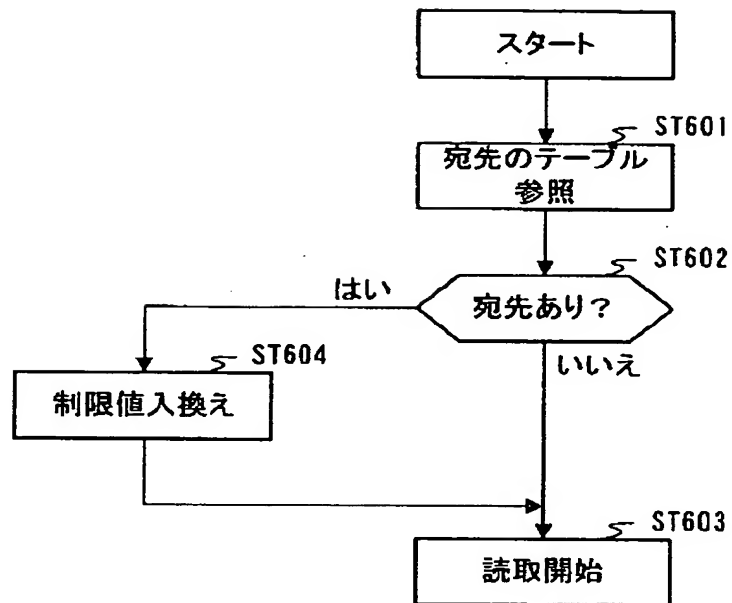 スタート
ST601
宛先のテーブル
参照
ST602
宛先あり?
はい
いいえ
ST604
制限値入換え
ST603
読取開始